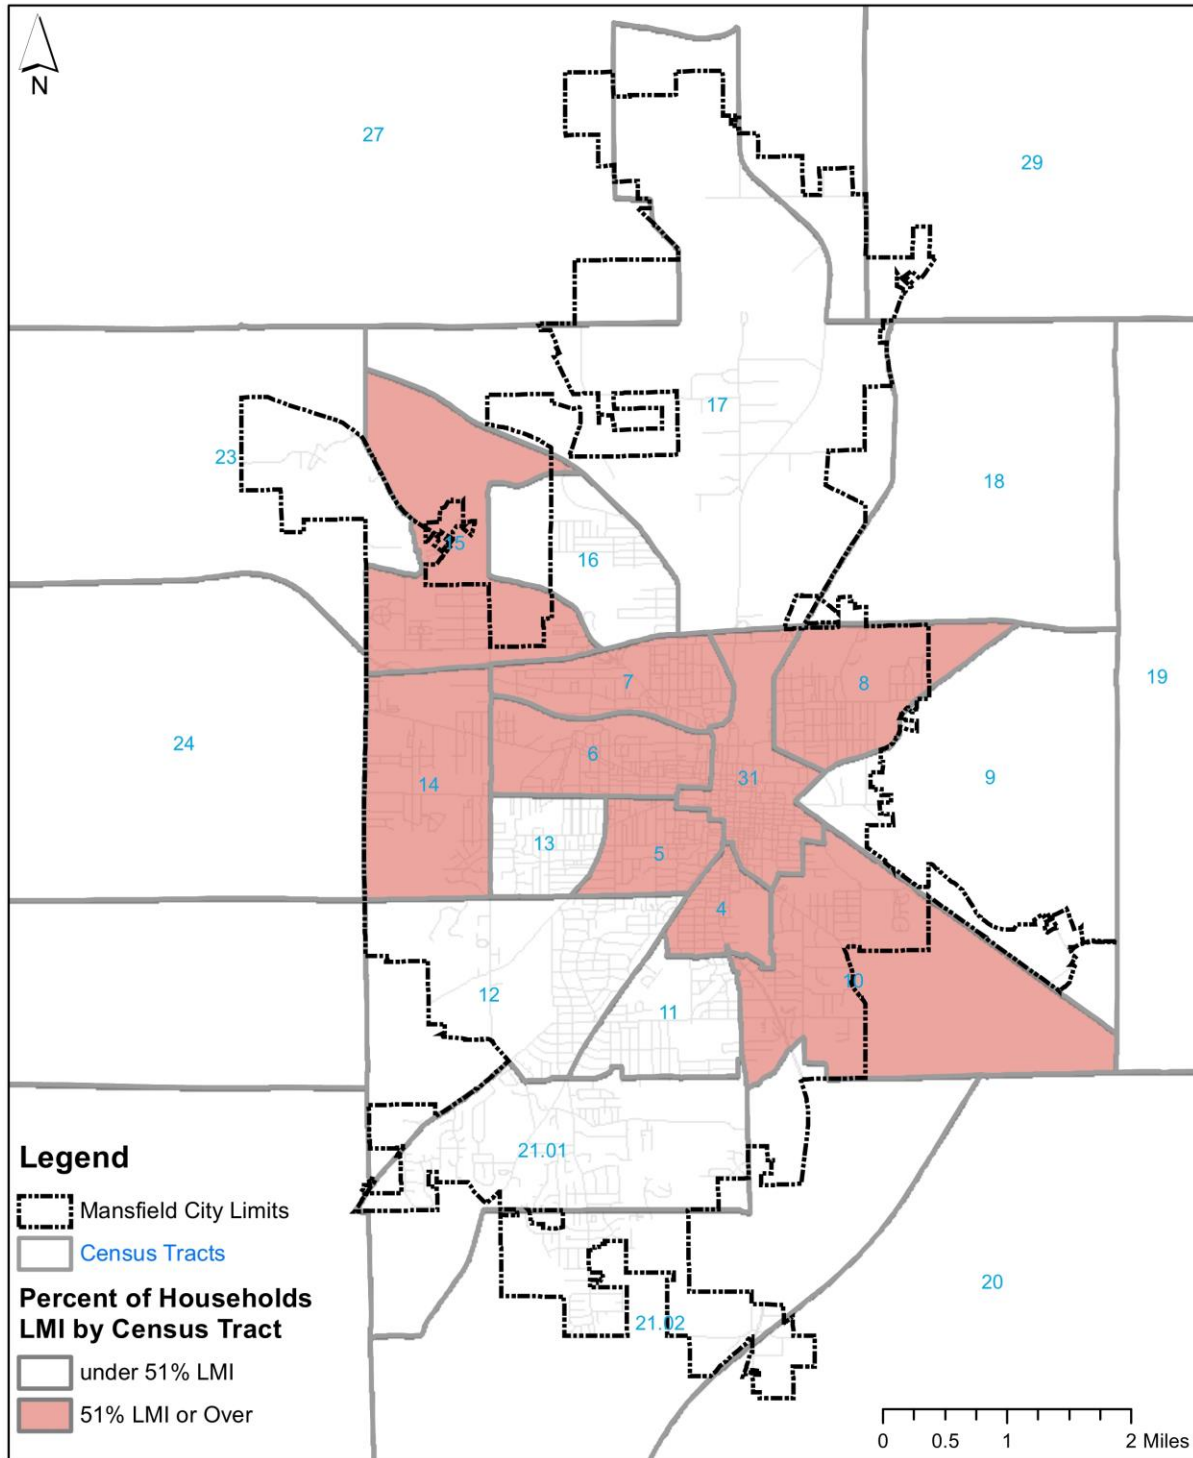 N
27
29
17
23
18
15
16
19
7
8
24
6
31
9
14
13
5
4
10
12
11
21.01
Legend
Mansfield City Limits
Census Tracts
Percent of Households
LMI by Census Tract
under 51% LMI
51% LMI or Over
20
21.02
0 0.5 1 2 Miles